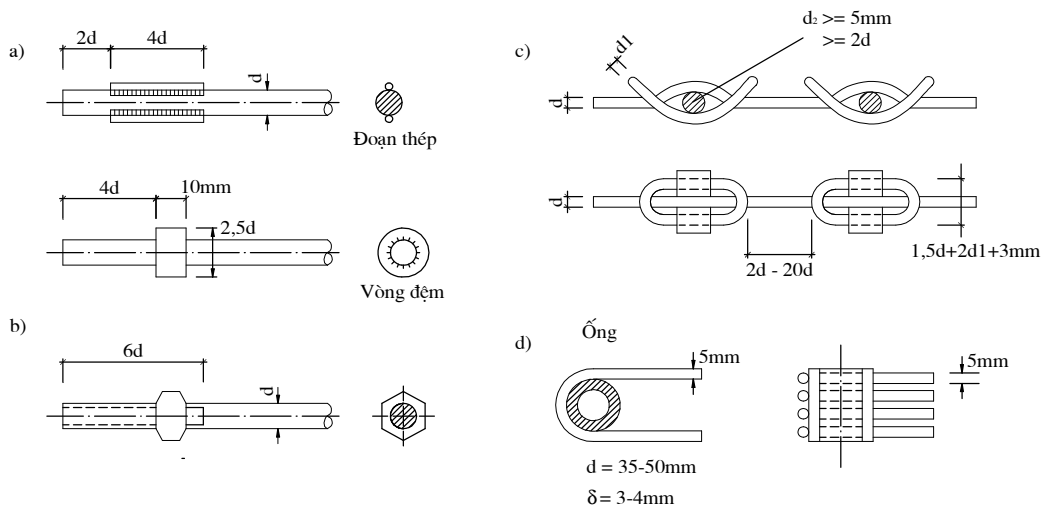 a)
2d
4d
d
Đoạn thép
4d
10mm
2,5d
Vòng đệm
b)
6d
d
c)
d1
d2 >= 5mm
>= 2d
d
d
2d - 20d
1,5d+2d1+3mm
d)
Ống
5mm
5mm
d = 35-50mm
δ = 3-4mm